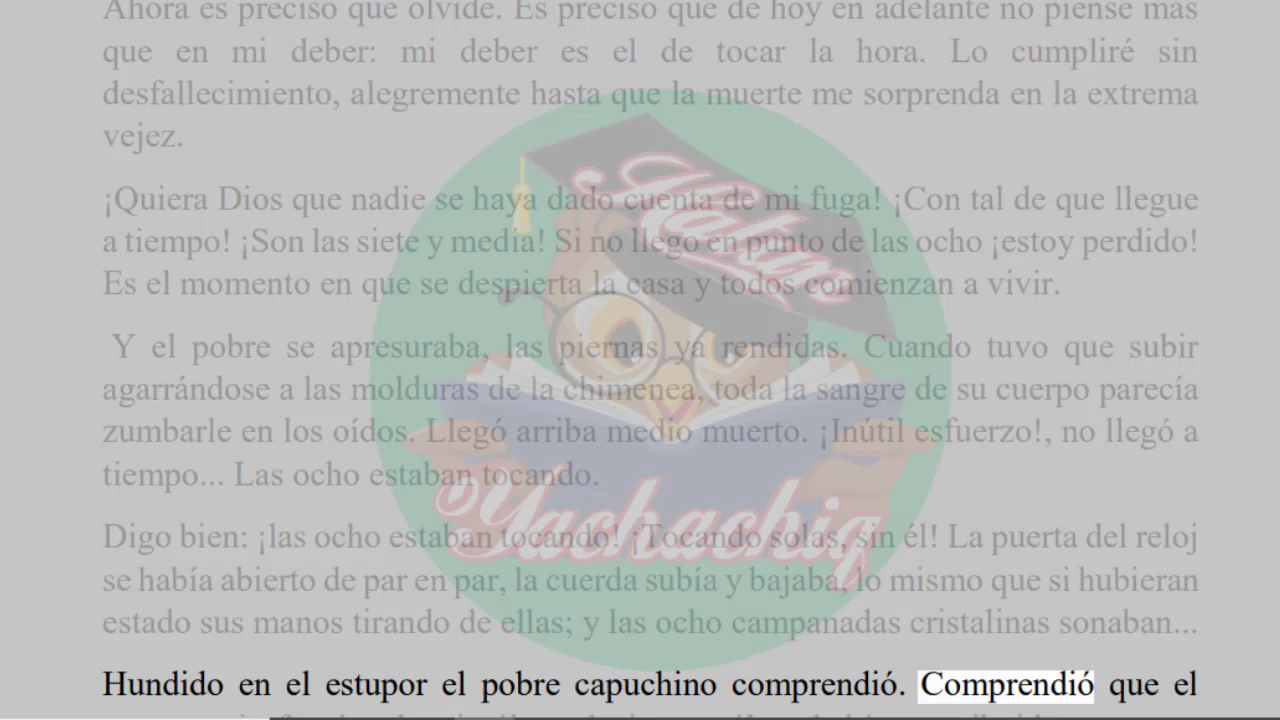 Ahora es preciso que olvide. Es preciso que de hoy en adelante no piense más
que en mi deber: mi deber es el de tocar la hora. Lo cumpliré sin
desfallecimiento, alegremente hasta que la muerte me sorprenda en la extrema
vejez.
¡Quiera Dios que nadie se haya dado cuenta de mi fuga! ¡Con tal de que llegue
a tiempo! ¡Son las siete y media! Si no llego en punto de las ocho ¡estoy perdido!
Es el momento en que se despierta la casa y todos comienzan a vivir.
Y el pobre se apresuraba, las piernas ya rendidas. Cuando tuvo que subir
agarrándose a las molduras de la chimenea, toda la sangre de su cuerpo parecía
zumbarle en los oídos. Llegó arriba medio muerto. ¡Inútil esfuerzo!, no llegó a
tiempo... Las ocho estaban tocando.
Digo bien: ¡las ocho estaban tocando! ¡Tocando solas, sin él! La puerta del reloj
se había abierto de par en par, la cuerda subía y bajaba, lo mismo que si hubieran
estado sus manos tirando de ellas; y las ocho campanadas cristalinas sonaban...
Hundido en el estupor el pobre capuchino comprendió. Comprendió que el
Hatun
Yachachiq